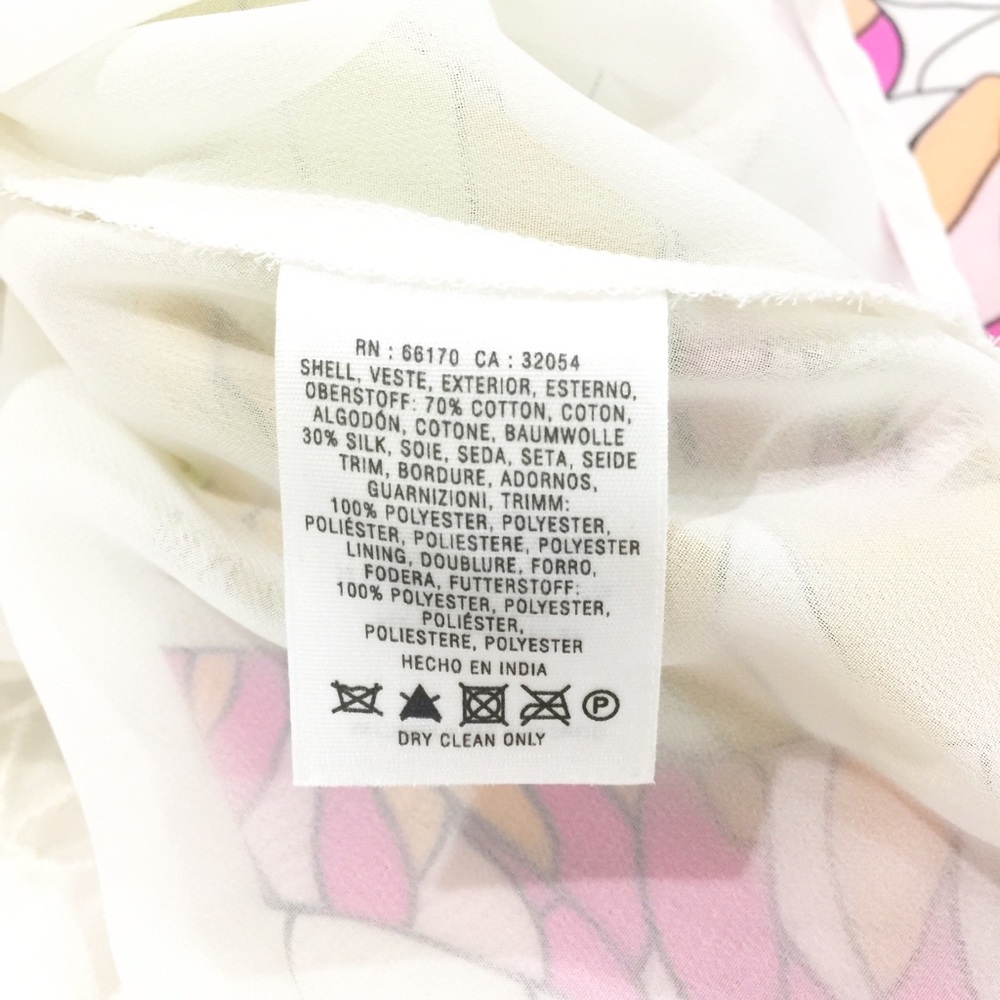 RN : 66170 CA : 32054
SHELL, VESTE, EXTERIOR, ESTERNO,
OBERSTOFF: 70% COTTON, COTON,
ALGODÓN, COTONE, BAUMWOLLE
30% SILK, SOIE, SEDA, SETA, SEIDE
TRIM, BORDURE, ADORNOS,
GUARNIZIONI, TRIMM:
100% POLYESTER, POLYESTER,
POLIÉSTER, POLIESTERE, POLYESTER
LINING, DOUBLURE, FORRO,
FODERA, FUTTERSTOFF:
100% POLYESTER, POLYESTER,
POLIÉSTER,
POLIESTERE, POLYESTER
HECHO EN INDIA
P
DRY CLEAN ONLY